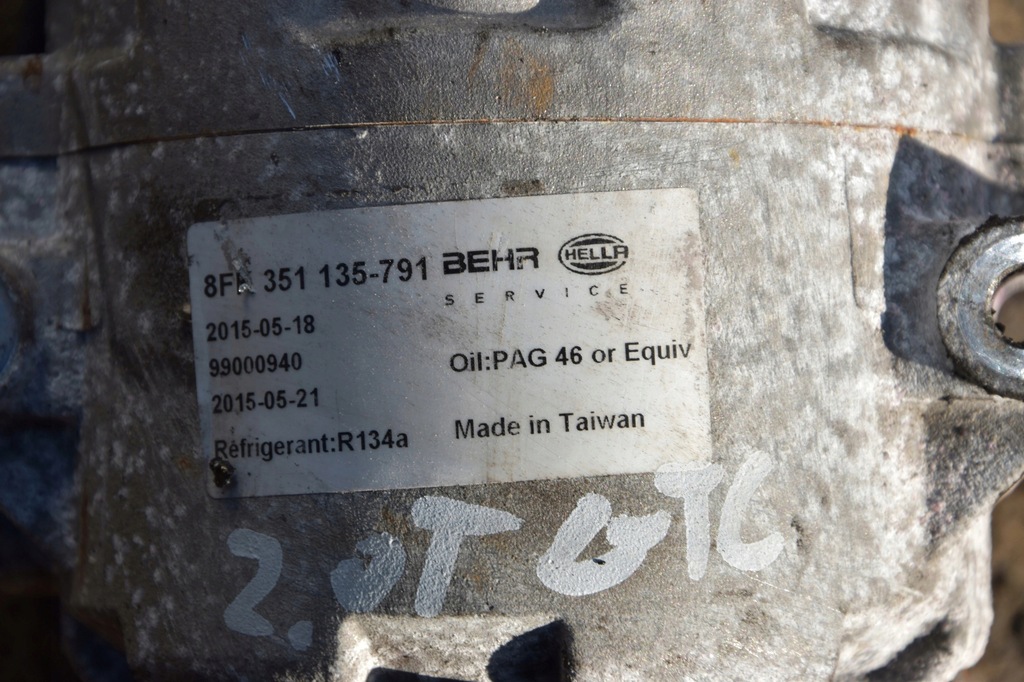 8FK 351 135-791 BEHR HELLA
SERVICE
2015-05-18
99000940 Oil:PAG 46 or Equiv
2015-05-21
Refrigerant:R134a Made in Taiwan
2.0T